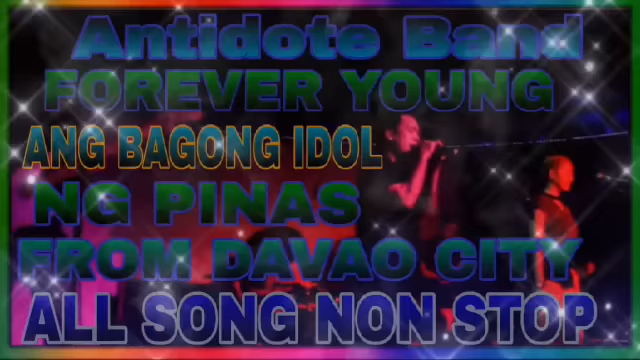 Antidote Band
FOREVER YOUNG
ANG BAGONG IDOL
NG PINAS
FROM DAVAO CITY
ALL SONG NON STOP